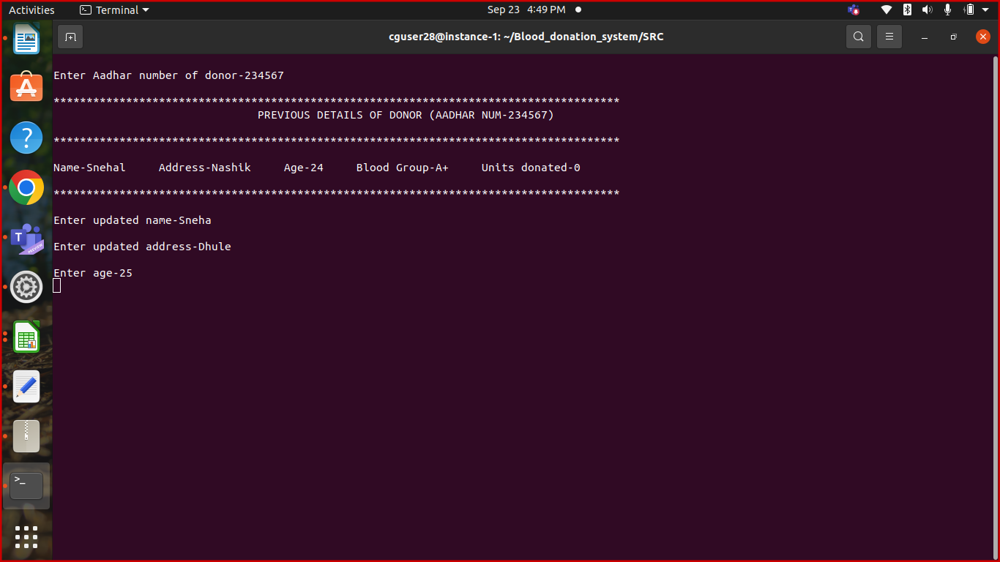 Activities Terminal Sep 23 4:49 PM
cguser28@instance-1: ~/Blood_donation_system/SRC
Enter Aadhar number of donor-234567
**************************************************************************************
PREVIOUS DETAILS OF DONOR (AADHAR NUM-234567)
**************************************************************************************
Name-Snehal Address-Nashik Age-24 Blood Group-A+ Units donated-0
**************************************************************************************
Enter updated name-Sneha
Enter updated address-Dhule
Enter age-25